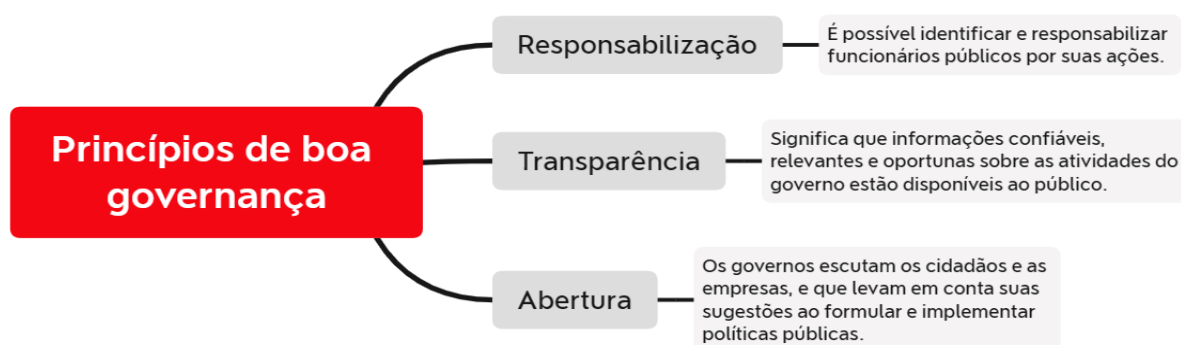 Princípios de boa
governança
Responsabilização
É possível identificar e responsabilizar
funcionários públicos por suas ações.
Transparência
Significa que informações confiáveis,
relevantes e oportunas sobre as atividades do
governo estão disponíveis ao público.
Abertura
Os governos escutam os cidadãos e as
empresas, e que levam em conta suas
sugestões ao formular e implementar
políticas públicas.